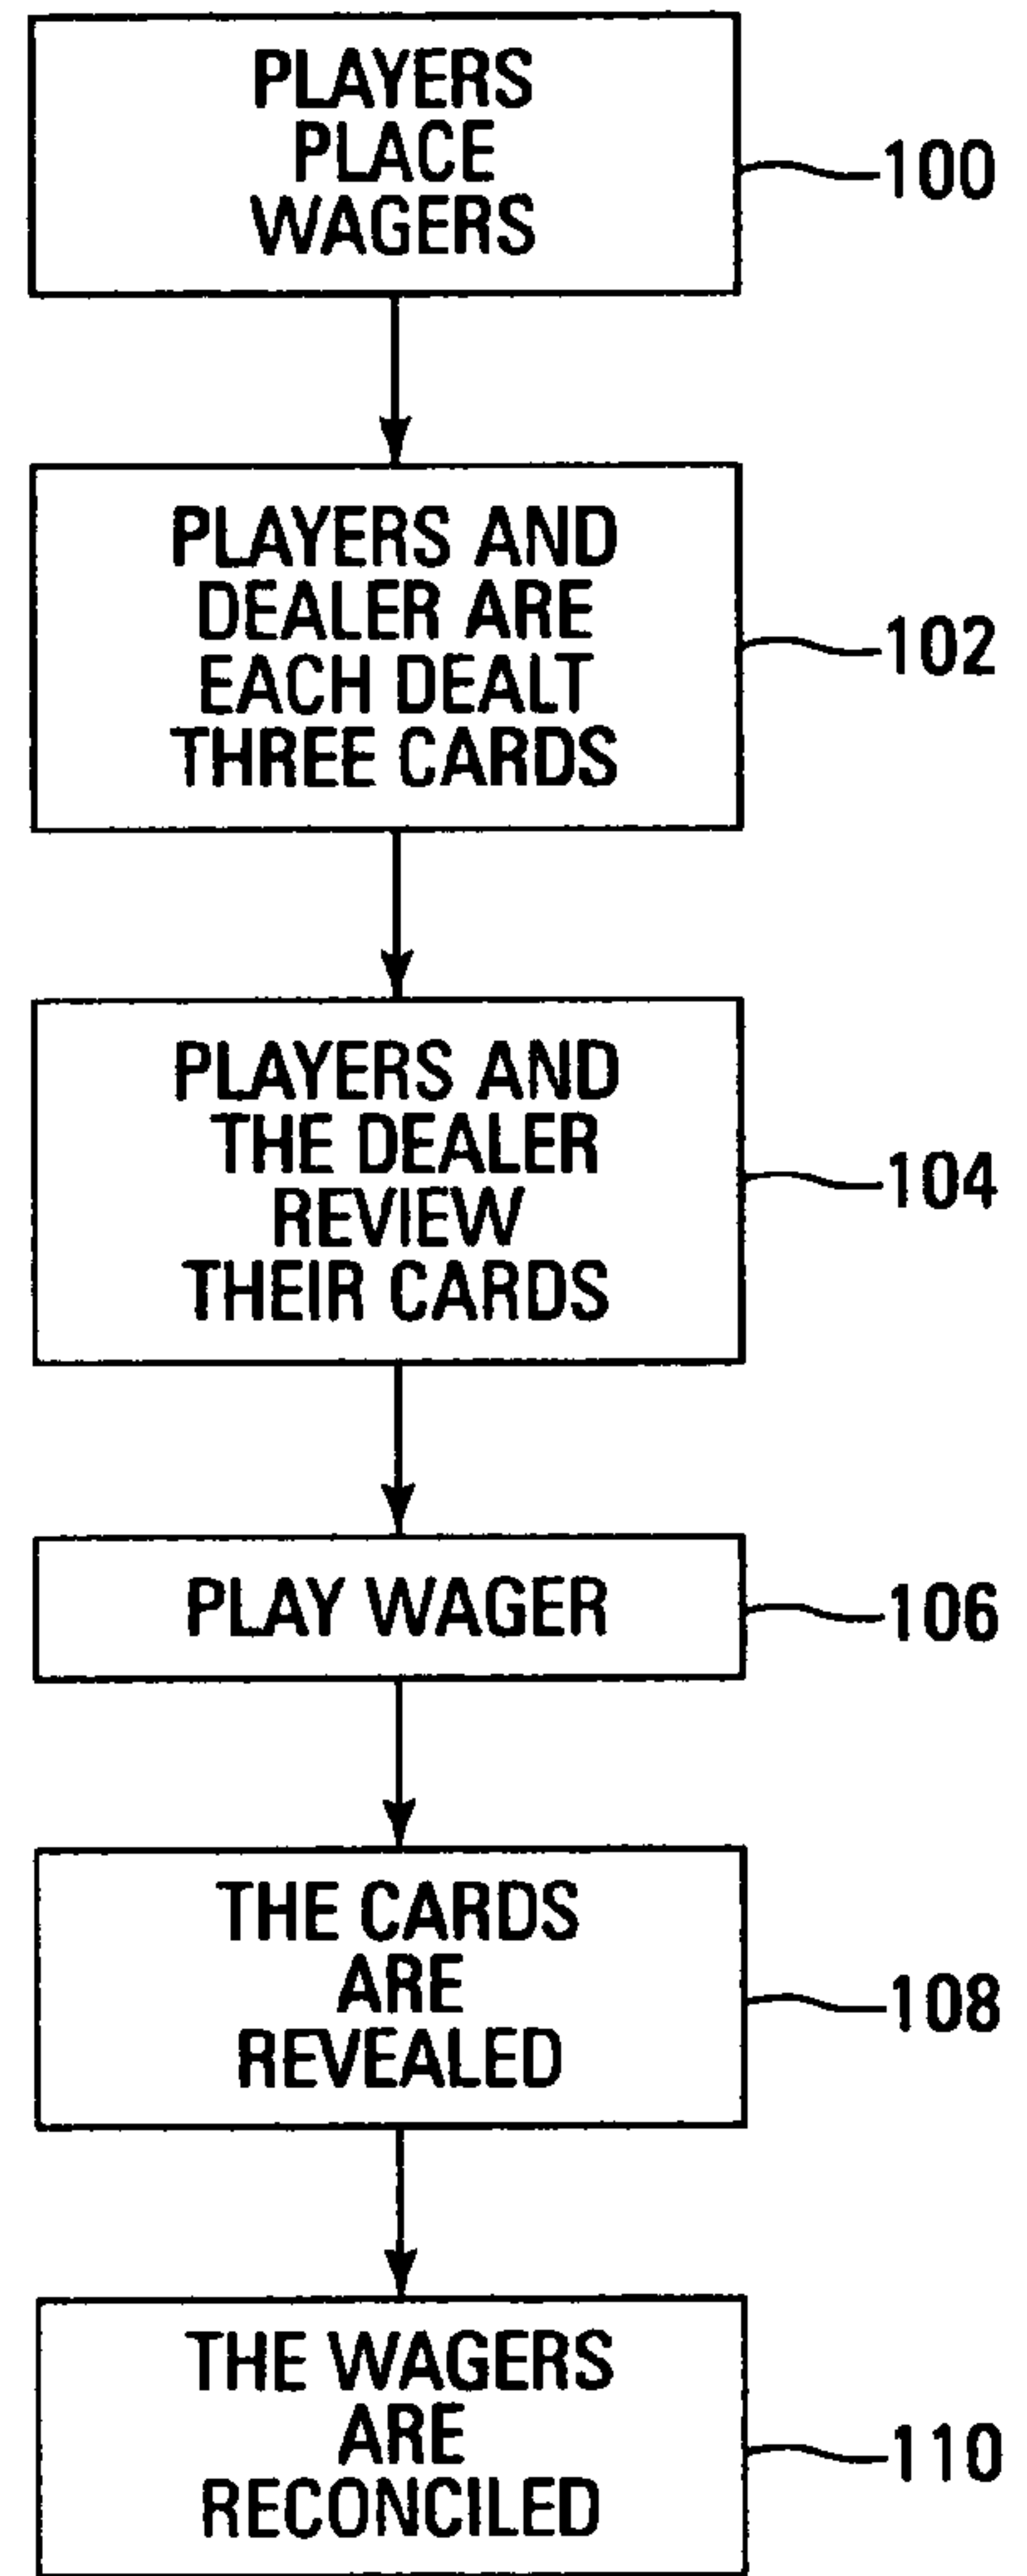 PLAYERS
PLACE
WAGERS
100
PLAYERS AND
DEALER ARE
EACH DEALT
THREE CARDS
102
PLAYERS AND
THE DEALER
REVIEW
THEIR CARDS
104
PLAY WAGER
106
THE CARDS
ARE
REVEALED
108
THE WAGERS
ARE
RECONCILED
110